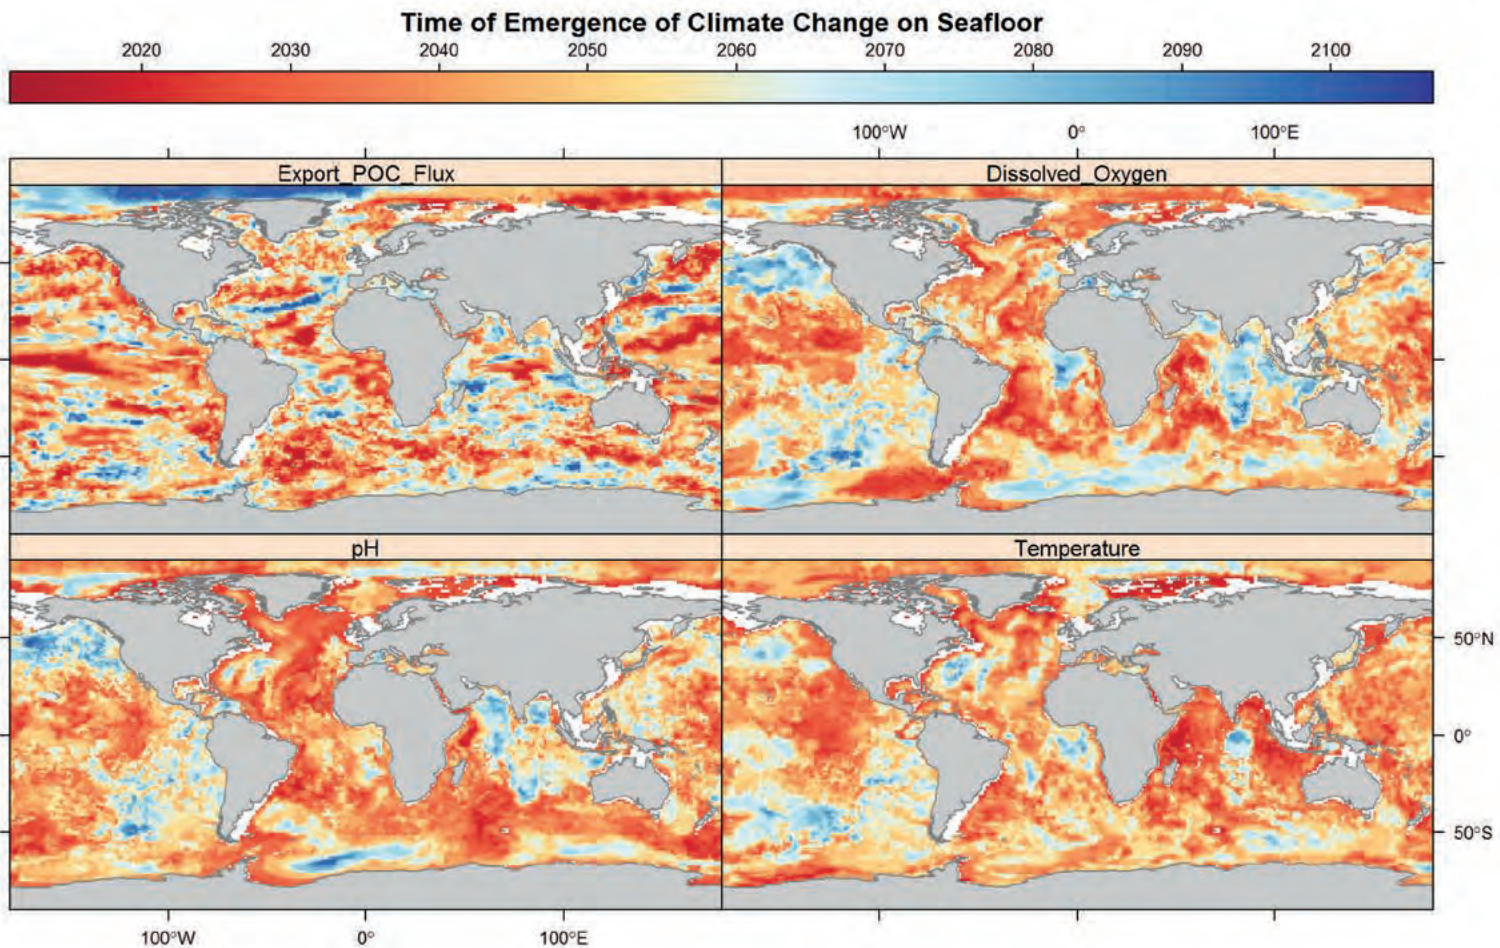 Time of Emergence of Climate Change on Seafloor
2020 2030 2040 2050 2060 2070 2080 2090 2100
100°W 0° 100°E
Export_POC_Flux Dissolved_Oxygen
pH Temperature
50°N
0°
50°S
100°W 0° 100°E